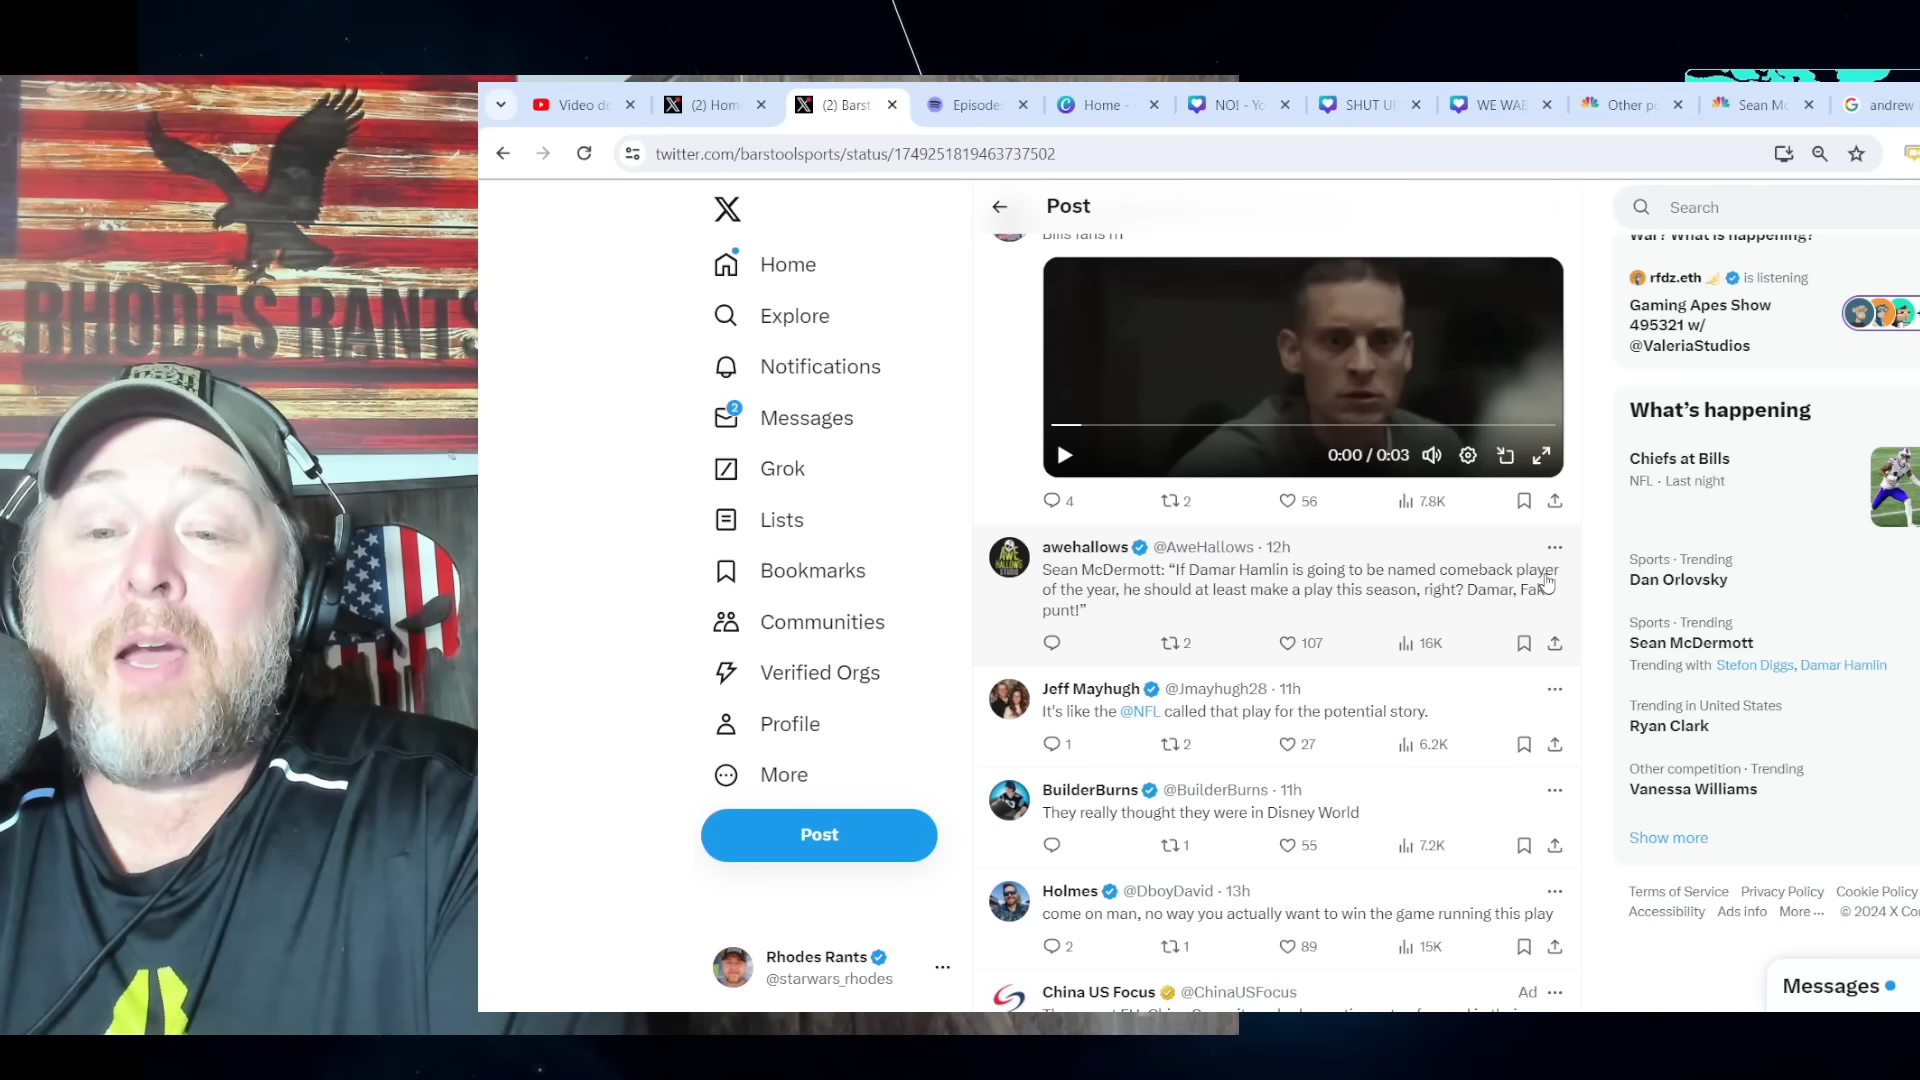 RHODES RANTS
Video de
(2) Hom
(2) Barst
Episode
Home -
NO! - Yo
SHUT U
WE WAB
Other p
Sean Mc
andrew
twitter.com/barstoolsports/status/1749251819463737502
Home
Explore
Notifications
2
Messages
Grok
Lists
Bookmarks
Communities
Verified Orgs
Profile
More
Post
Rhodes Rants
@starwars_rhodes
Post
Bills fans rn
0:00 / 0:03
4 2 56 7.8K
awehallows @AweHallows · 12h
Sean McDermott: “If Damar Hamlin is going to be named comeback player
of the year, he should at least make a play this season, right? Damar, Fak
punt!”
2 107 16K
Jeff Mayhugh @Jmayhugh28 · 11h
It's like the @NFL called that play for the potential story.
1 2 27 6.2K
BuilderBurns @BuilderBurns · 11h
They really thought they were in Disney World
1 55 7.2K
Holmes @DboyDavid · 13h
come on man, no way you actually want to win the game running this play
2 1 89 15K
China US Focus @ChinaUSFocus Ad
Search
War? What is happening?
rfdz.eth is listening
Gaming Apes Show
495321 w/
@ValeriaStudios
What’s happening
Chiefs at Bills
NFL · Last night
Sports · Trending
Dan Orlovsky
Sports · Trending
Sean McDermott
Trending with Stefon Diggs, Damar Hamlin
Trending in United States
Ryan Clark
Other competition · Trending
Vanessa Williams
Show more
Terms of Service Privacy Policy Cookie Policy
Accessibility Ads info More ··· © 2024 X Co
Messages